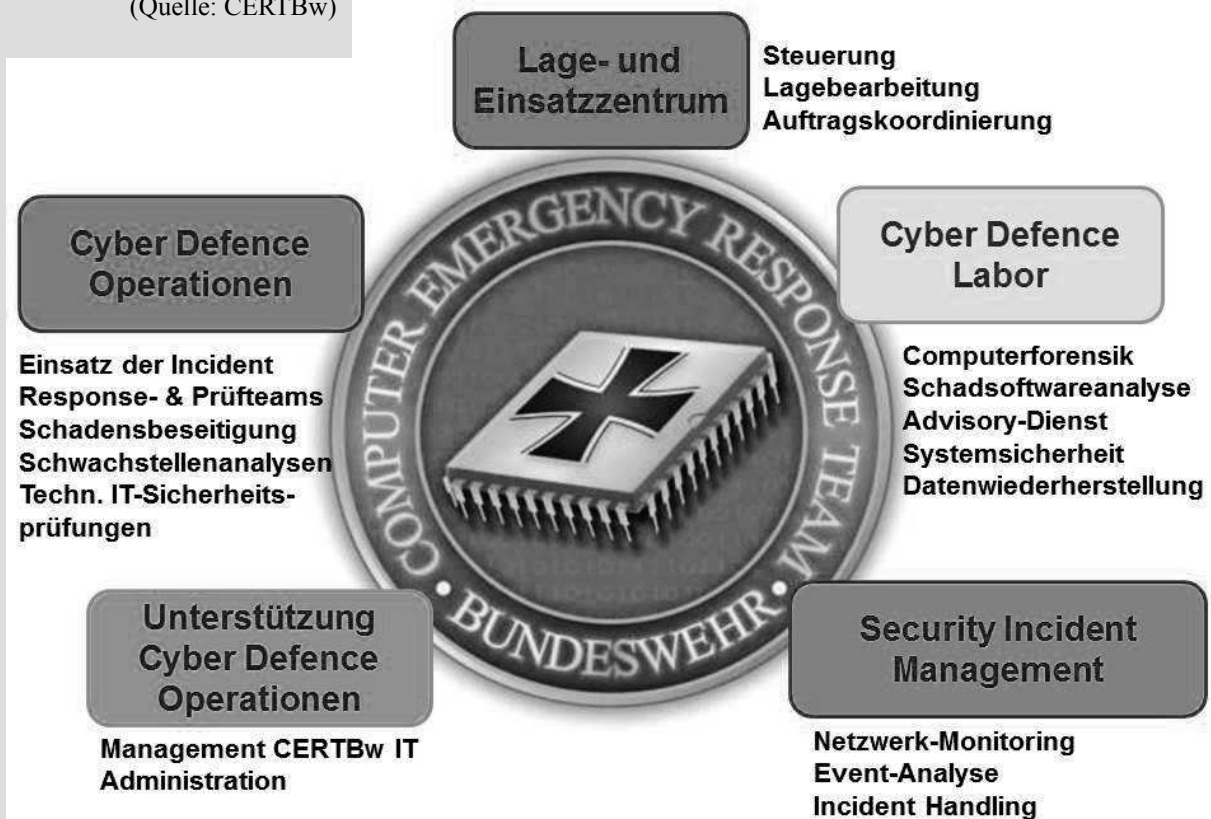 (Quelle: CERTBw)
Lage- und
Einsatzzentrum
Steuerung
Lagebearbeitung
Auftragskoordinierung
Cyber Defence
Operationen
Einsatz der Incident
Response- & Prüfteams
Schadensbeseitigung
Schwachstellenanalysen
Techn. IT-Sicherheits-
prüfungen
Cyber Defence
Labor
Computerforensik
Schadsoftwareanalyse
Advisory-Dienst
Systemsicherheit
Datenwiederherstellung
COMPUTER EMERGENCY RESPONSE TEAM
• BUNDESWEHR •
Unterstützung
Cyber Defence
Operationen
Management CERTBw IT
Administration
Security Incident
Management
Netzwerk-Monitoring
Event-Analyse
Incident Handling